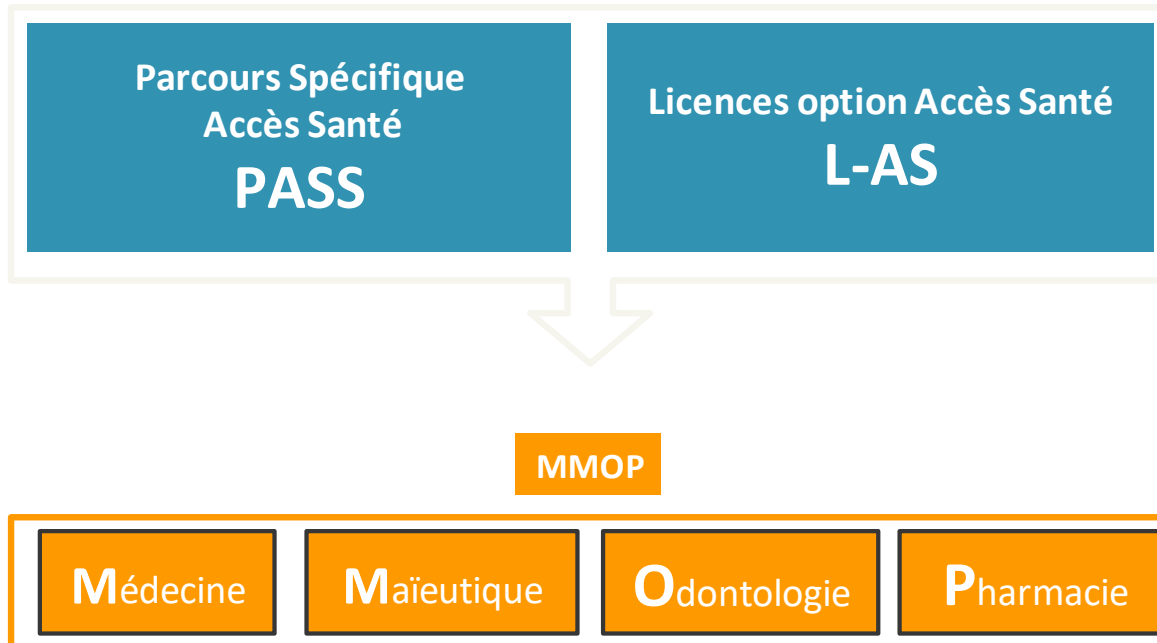 Parcours Spécifique
Accès Santé
PASS
Licences option Accès Santé
L-AS
MMOP
Médecine
Maïeutique
Odontologie
Pharmacie